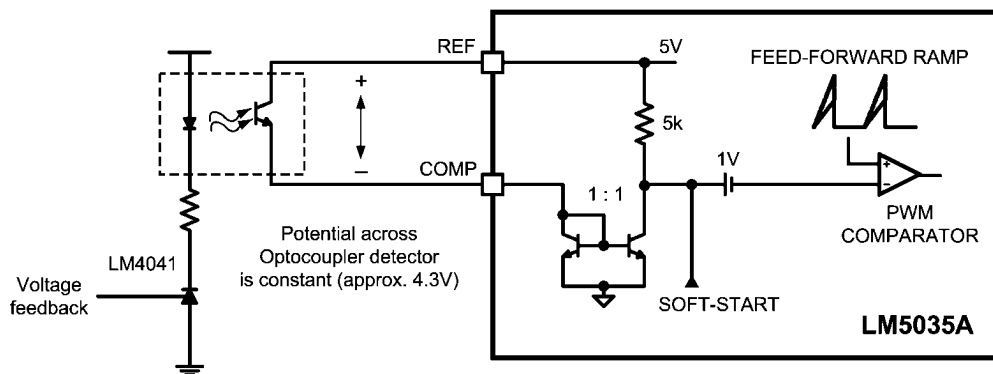 REF
5V
FEED-FORWARD RAMP
+
5k
–
COMP
1V
+
–
1 : 1
PWM
COMPARATOR
Potential across
Optocoupler detector
is constant (approx. 4.3V)
LM4041
Voltage
feedback
SOFT-START
LM5035A